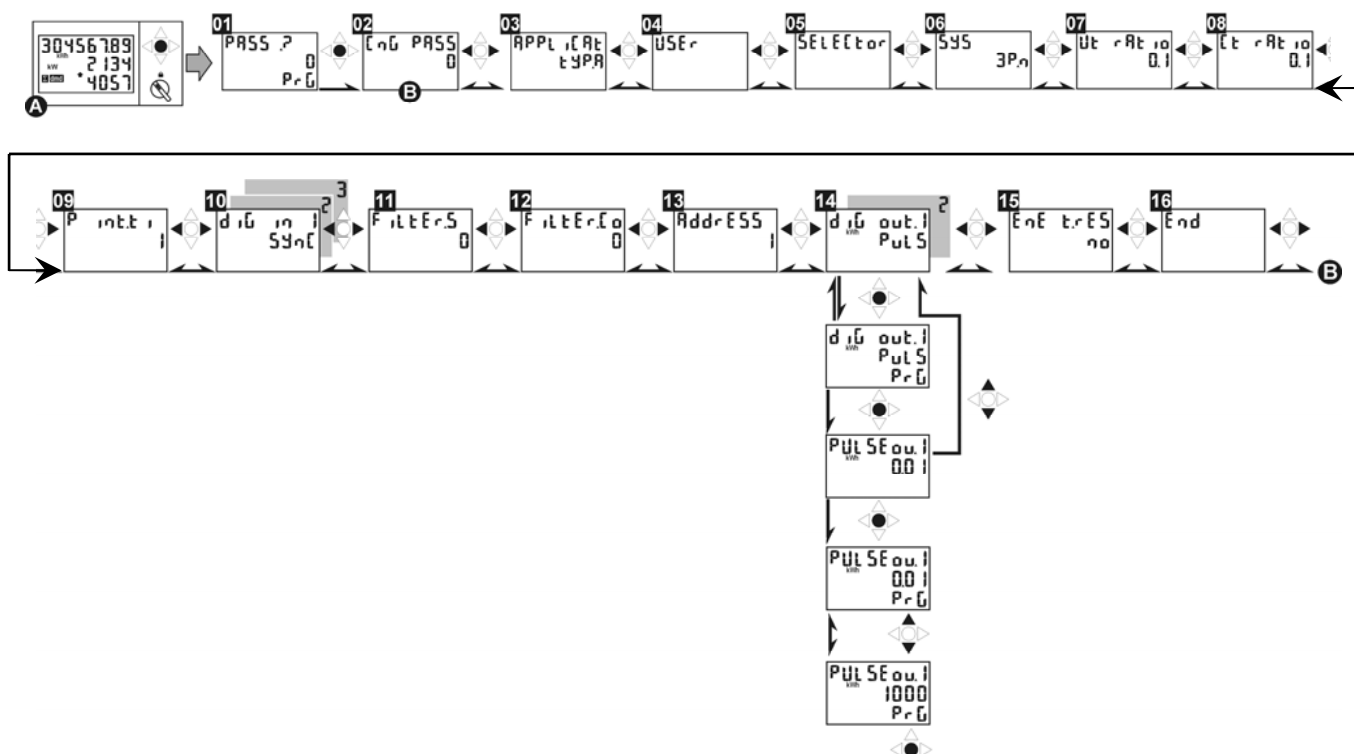 30456789
kWh
kW 2134
*4057
A
01
PASS .?
0
PrG
02
CnG PASS
0
B
03
APPLiCAt
tYP.A
04
USEr
05
SELECtor
06
SYS
3P.n
07
Ut rAtio
0.1
08
Ct rAtio
0.1
09
P int.ti
1
10
diG in 1
SYnC
2
3
11
FiLtEr.S
0
12
FiLtEr.Co
0
13
AddrESS
1
14
diG out.1
kWh
PuLS
2
15
EnE t.rES
no
16
End
B
diG out.1
kWh
PuLS
PrG
PULSEou.1
kWh
0.01
PULSEou.1
kWh
0.01
PrG
PULSEou.1
kWh
1000
PrG